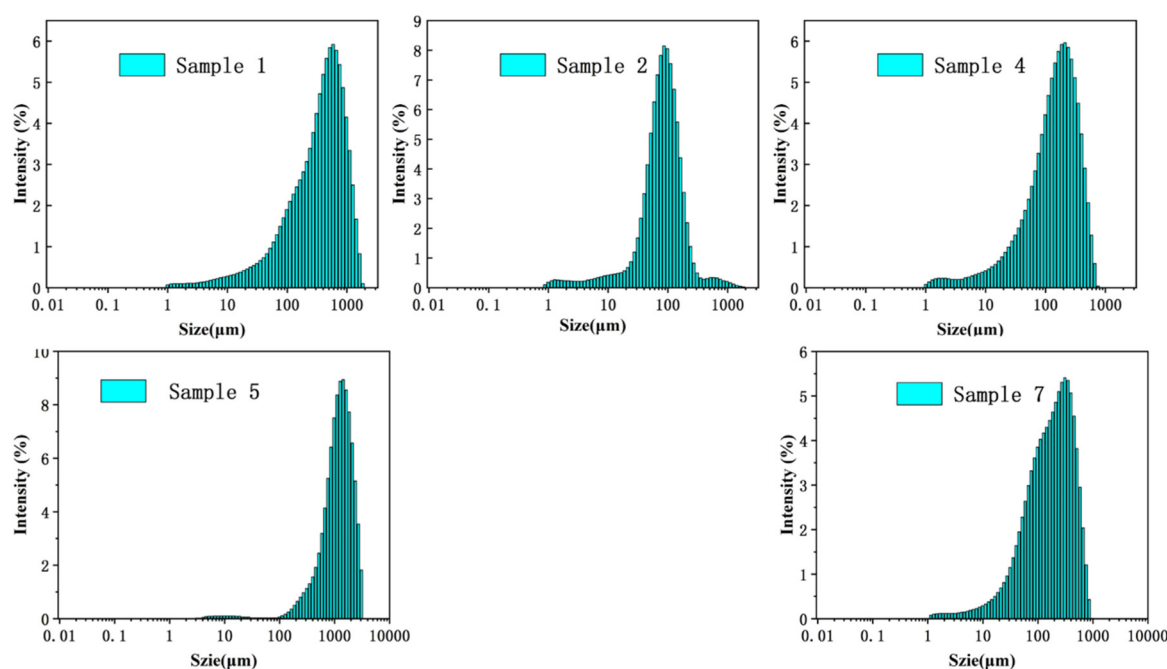 6
5
4
3
2
1
0
Intensity (%)
Sample 1
0.01 0.1 1 10 100 1000
Size(μm)
9
8
7
6
5
4
3
2
1
0
Intensity (%)
Sample 2
0.01 0.1 1 10 100 1000
Size(μm)
6
5
4
3
2
1
0
Intensity (%)
Sample 4
0.01 0.1 1 10 100 1000
Size(μm)
10
8
6
4
2
0
Intensity (%)
Sample 5
0.01 0.1 1 10 100 1000 10000
Szie(μm)
6
5
4
3
2
1
0
Intensity (%)
Sample 7
0.01 0.1 1 10 100 1000 10000
Szie(μm)